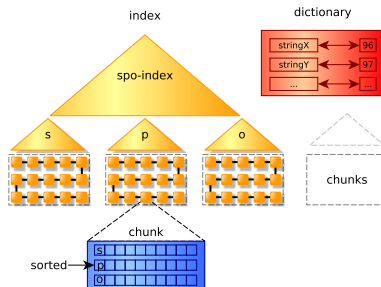 index
dictionary
stringX
96
stringY
97
...
...
spo-index
s
p
o
chunks
chunk
s
sorted
p
o